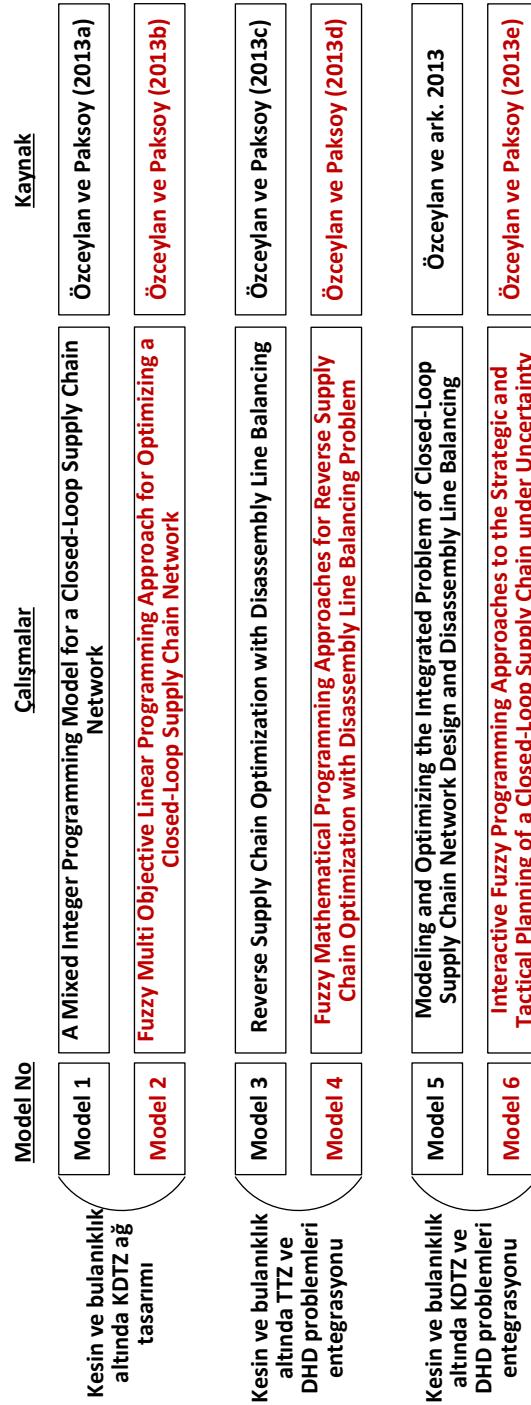 Model No
Çalışmalar
Kaynak
Kesin ve bulanıklık
altında KDTZ ağ
tasarımı
Model 1
A Mixed Integer Programming Model for a Closed-Loop Supply Chain
Network
Özceylan ve Paksoy (2013a)
Model 2
Fuzzy Multi Objective Linear Programming Approach for Optimizing a
Closed-Loop Supply Chain Network
Özceylan ve Paksoy (2013b)
Kesin ve bulanıklık
altında TTZ ve
DHD problemleri
entegrasyonu
Model 3
Reverse Supply Chain Optimization with Disassembly Line Balancing
Özceylan ve Paksoy (2013c)
Model 4
Fuzzy Mathematical Programming Approaches for Reverse Supply
Chain Optimization with Disassembly Line Balancing Problem
Özceylan ve Paksoy (2013d)
Kesin ve bulanıklık
altında KDTZ ve
DHD problemleri
entegrasyonu
Model 5
Modeling and Optimizing the Integrated Problem of Closed-Loop
Supply Chain Network Design and Disassembly Line Balancing
Özceylan ve ark. 2013
Model 6
Interactive Fuzzy Programming Approaches to the Strategic and
Tactical Planning of a Closed-Loop Supply Chain under Uncertainty
Özceylan ve Paksoy (2013e)